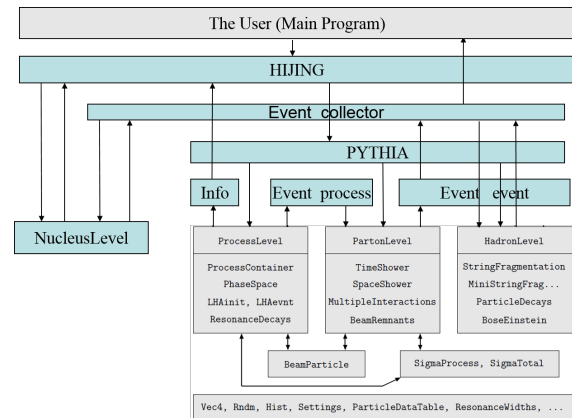 The User (Main Program)
HIJING
Event collector
PYTHIA
Info
Event process
Event event
NucleusLevel
ProcessLevel
ProcessContainer
PhaseSpace
LHAinit, LHAevnt
ResonanceDecays
PartonLevel
TimeShower
SpaceShower
MultipleInteractions
BeamRemnants
HadronLevel
StringFragmentation
MiniStringFrag...
ParticleDecays
BoseEinstein
BeamParticle
SigmaProcess, SigmaTotal
Vec4, Rndm, Hist, Settings, ParticleDataTable, ResonanceWidths, ...